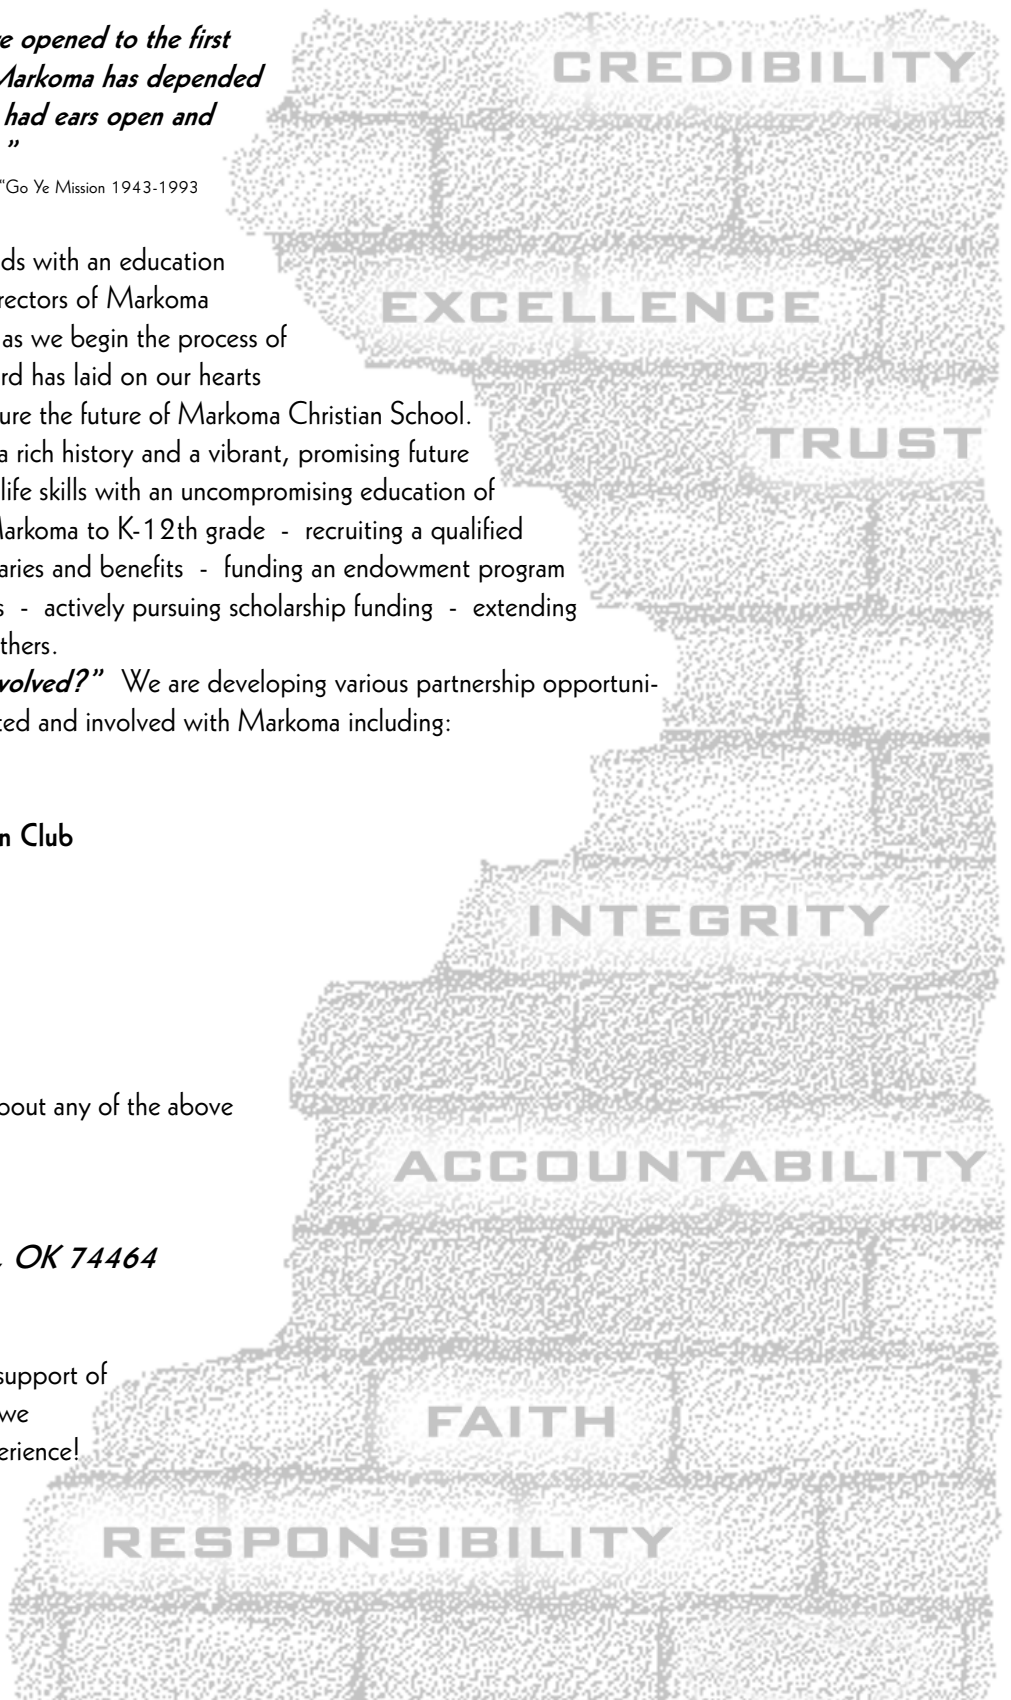 e opened to the first
Markoma has depended
had ears open and
”
"Go Ye Mission 1943-1993
ds with an education
rectors of Markoma
as we begin the process of
rd has laid on our hearts
ure the future of Markoma Christian School.
a rich history and a vibrant, promising future
life skills with an uncompromising education of
Markoma to K-12th grade - recruiting a qualified
aries and benefits - funding an endowment program
s - actively pursuing scholarship funding - extending
thers.
volved?” We are developing various partnership opportuni-
ted and involved with Markoma including:
n Club
bout any of the above
, OK 74464
support of
we
erience!
CREDIBILITY
EXCELLENCE
TRUST
INTEGRITY
ACCOUNTABILITY
FAITH
RESPONSIBILITY